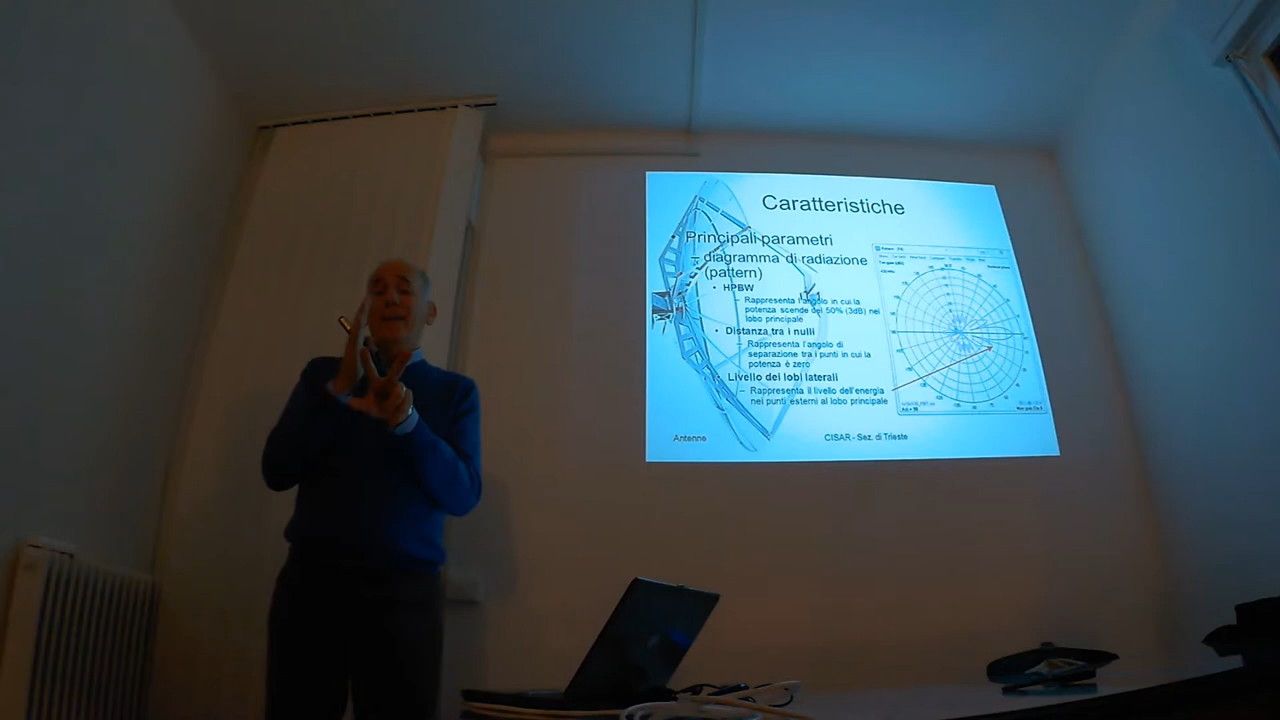 Caratteristiche
Principali parametri
– diagramma di radiazione
(pattern)
• HPBW
– Rappresenta l'angolo in cui la
potenza scende del 50% (3dB) nel
lobo principale
• Distanza tra i nulli
– Rappresenta l'angolo di
separazione tra i punti in cui la
potenza è zero
• Livello dei lobi laterali
– Rappresenta il livello dell'energia
nei punti esterni al lobo principale
Antenne
CISAR - Sez. di Trieste